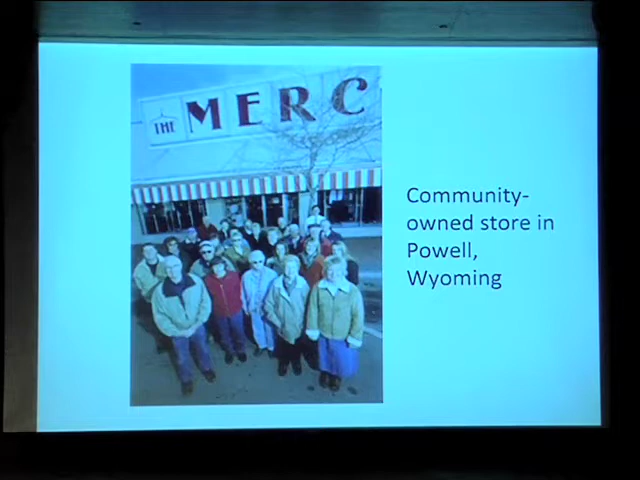 THE MERC
Community-
owned store in
Powell,
Wyoming